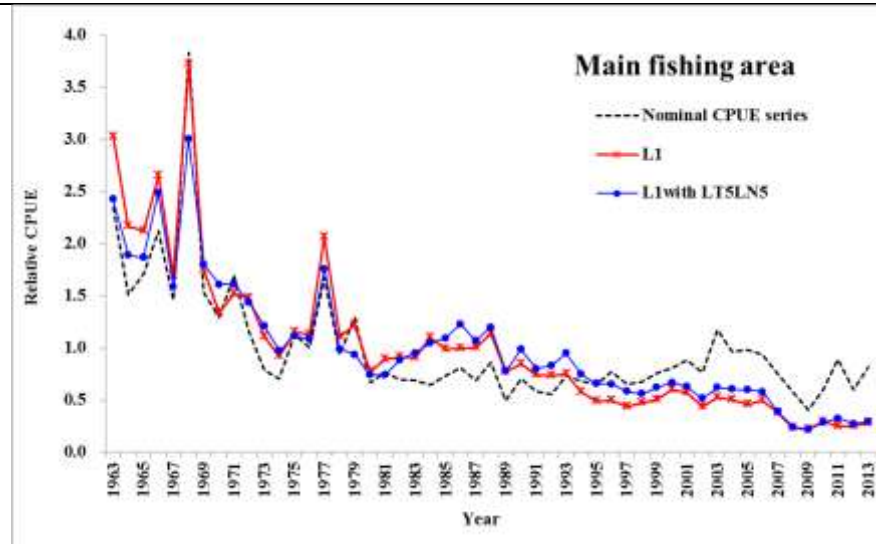 4.0
3.5
3.0
2.5
2.0
1.5
1.0
0.5
0.0
Relative CPUE
Main fishing area
Nominal CPUE series
L1
L1with LT5LN5
1963 1965 1967 1969 1971 1973 1975 1977 1979 1981 1983 1985 1987 1989 1991 1993 1995 1997 1999 2001 2003 2005 2007 2009 2011 2013
Year